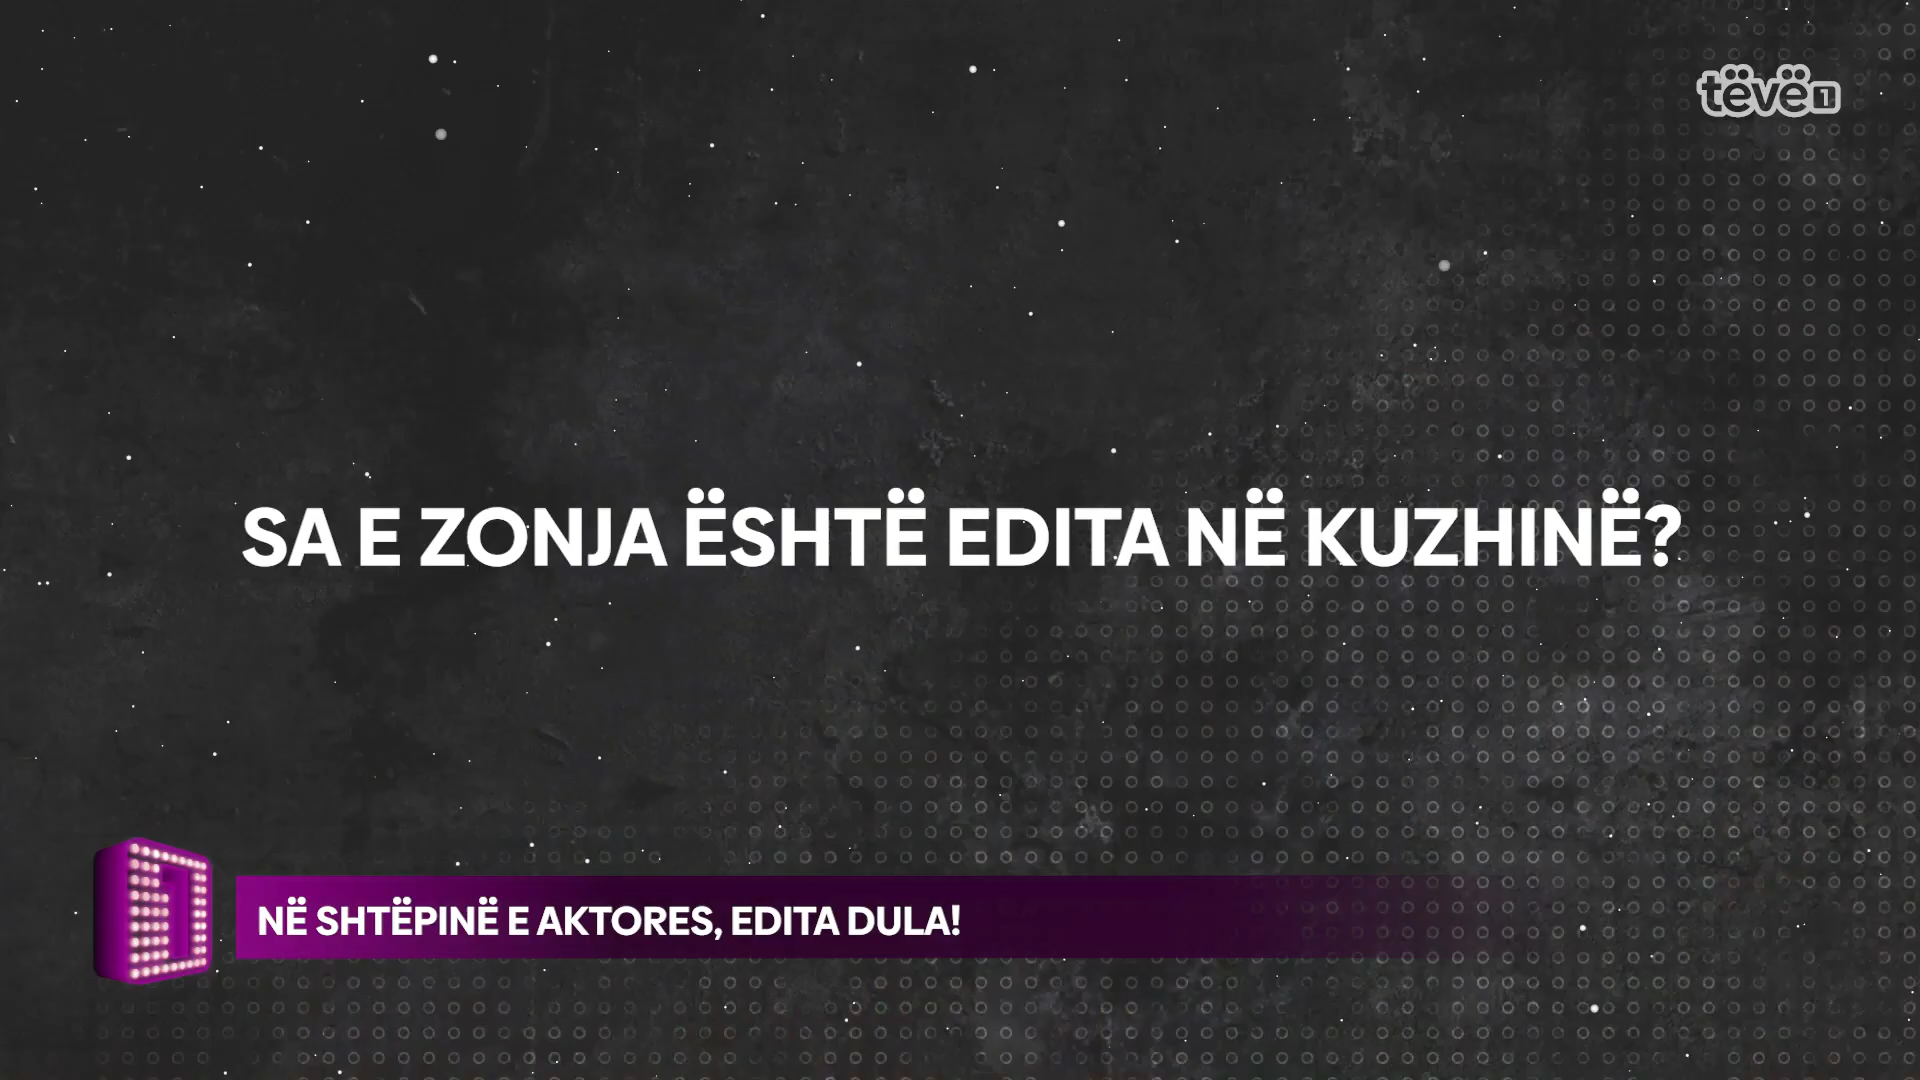 tëvë1
SA E ZONJA ËSHTË EDITA NË KUZHINË?
NË SHTËPINË E AKTORES, EDITA DULA!